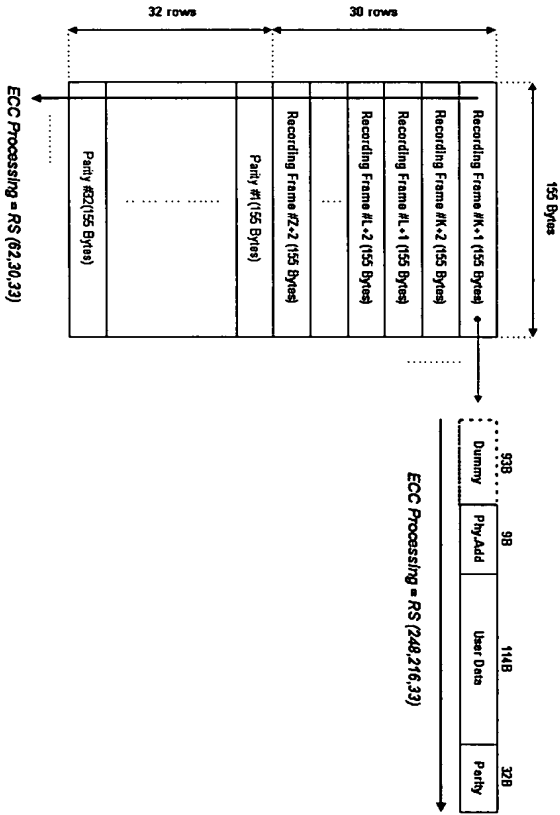 155 Bytes
30 rows
32 rows
Recording Frame #K+1 (155 Bytes)
Recording Frame #K+2 (155 Bytes)
Recording Frame #L+1 (155 Bytes)
Recording Frame #L+2 (155 Bytes)
Recording Frame #Z+2 (155 Bytes)
Parity #1(155 Bytes)
Parity #32(155 Bytes)
ECC Processing = RS (62,30,33)
93B
9B
114B
32B
Dummy
Phy.Add
User Data
Parity
ECC Processing = RS (248,216,33)